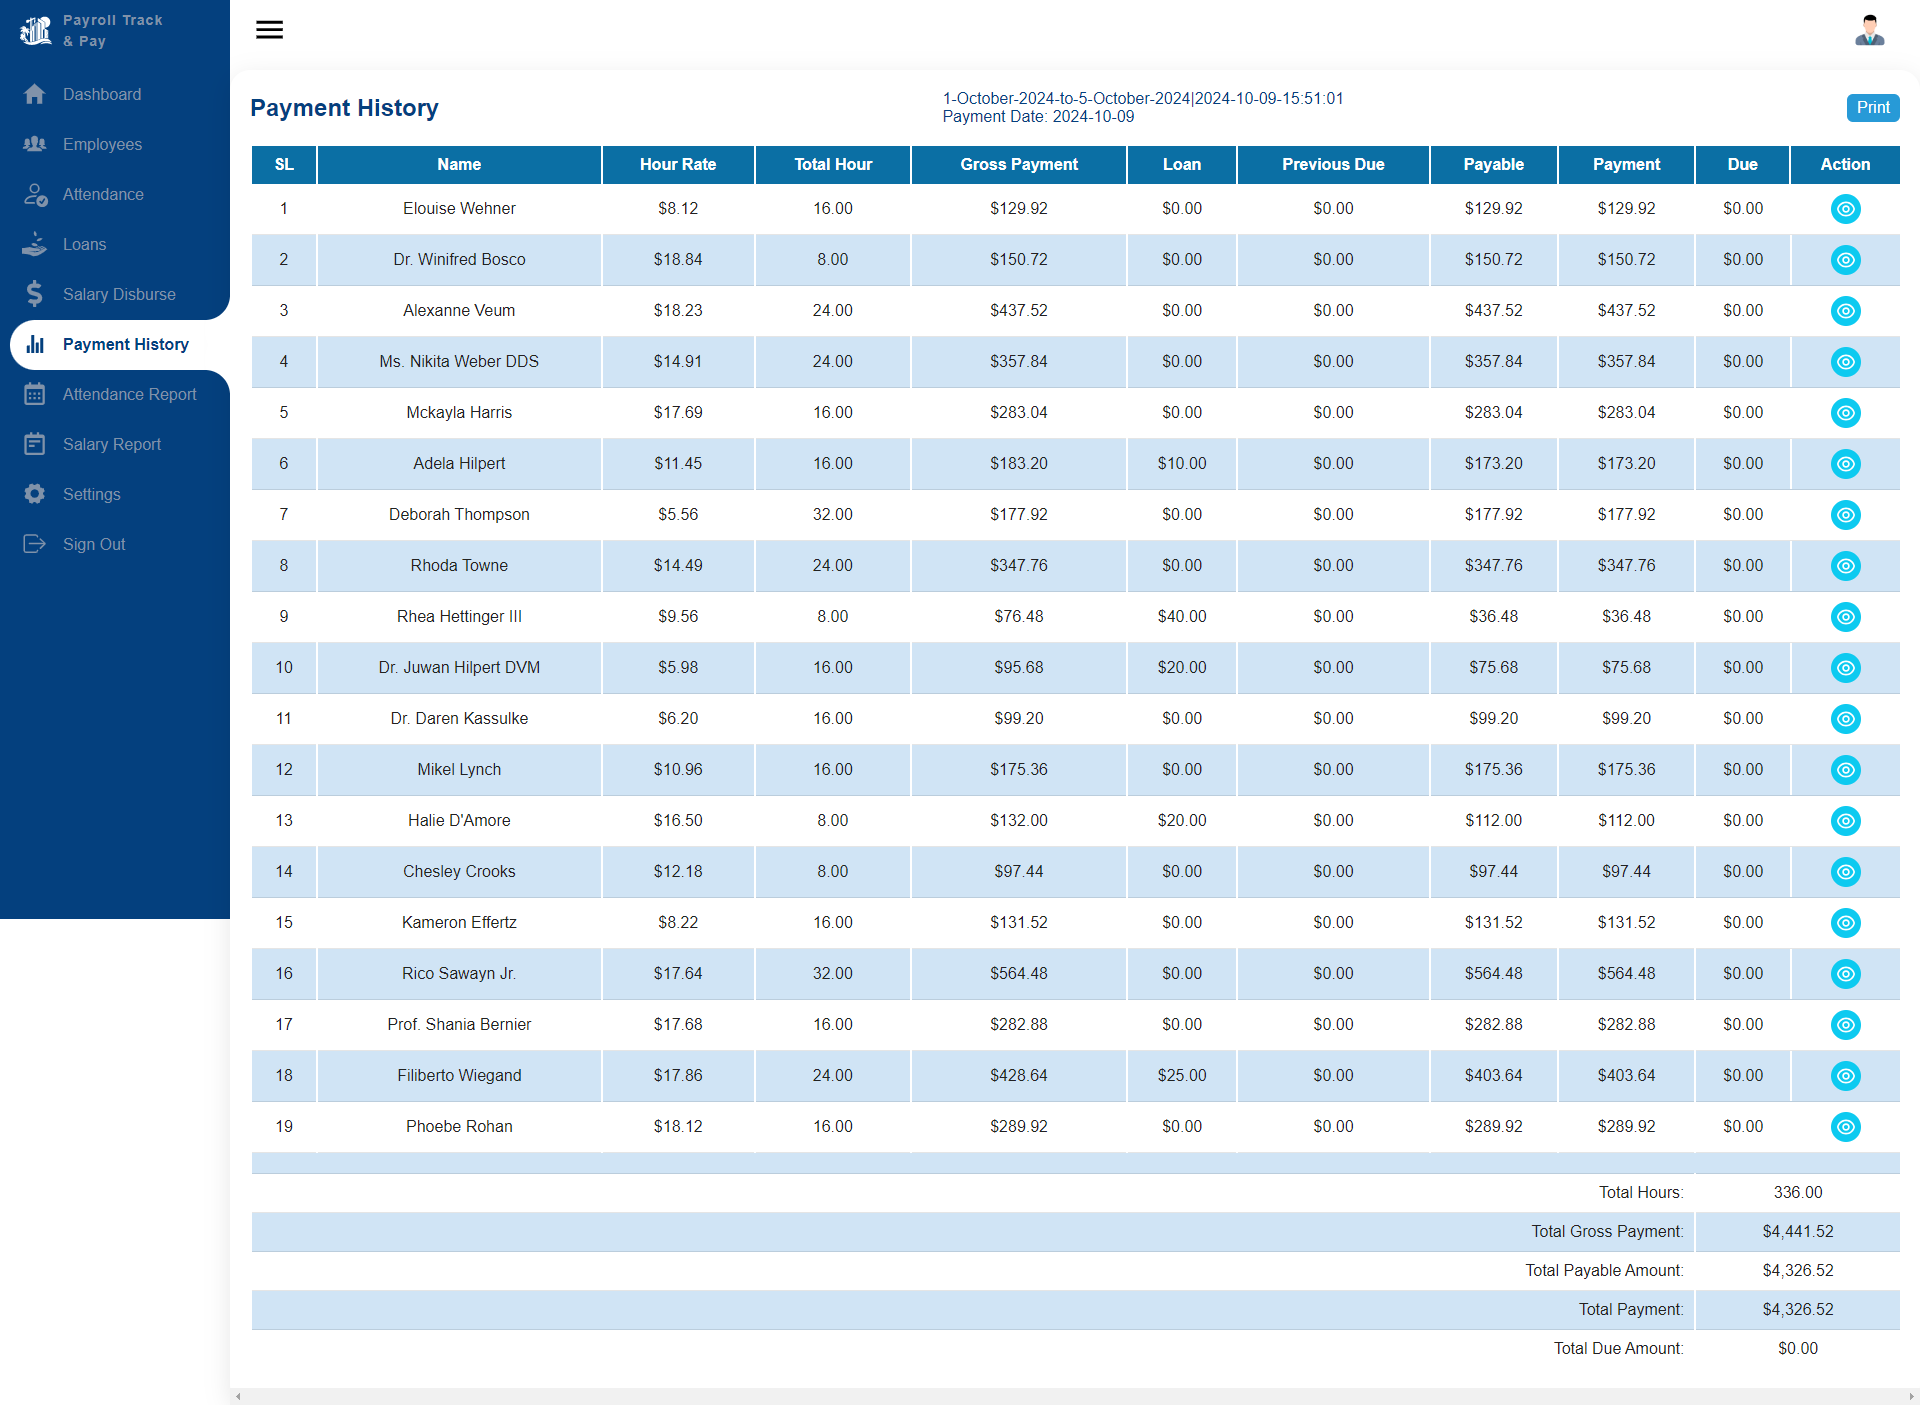 Payroll Track
& Pay
Dashboard
Employees
Attendance
Loans
Salary Disburse
Payment History
Attendance Report
Salary Report
Settings
Sign Out
Payment History
1-October-2024-to-5-October-2024|2024-10-09-15:51:01
Payment Date: 2024-10-09
Print
SL Name Hour Rate Total Hour Gross Payment Loan Previous Due Payable Payment Due Action
1 Elouise Wehner $8.12 16.00 $129.92 $0.00 $0.00 $129.92 $129.92 $0.00
2 Dr. Winifred Bosco $18.84 8.00 $150.72 $0.00 $0.00 $150.72 $150.72 $0.00
3 Alexanne Veum $18.23 24.00 $437.52 $0.00 $0.00 $437.52 $437.52 $0.00
4 Ms. Nikita Weber DDS $14.91 24.00 $357.84 $0.00 $0.00 $357.84 $357.84 $0.00
5 Mckayla Harris $17.69 16.00 $283.04 $0.00 $0.00 $283.04 $283.04 $0.00
6 Adela Hilpert $11.45 16.00 $183.20 $10.00 $0.00 $173.20 $173.20 $0.00
7 Deborah Thompson $5.56 32.00 $177.92 $0.00 $0.00 $177.92 $177.92 $0.00
8 Rhoda Towne $14.49 24.00 $347.76 $0.00 $0.00 $347.76 $347.76 $0.00
9 Rhea Hettinger III $9.56 8.00 $76.48 $40.00 $0.00 $36.48 $36.48 $0.00
10 Dr. Juwan Hilpert DVM $5.98 16.00 $95.68 $20.00 $0.00 $75.68 $75.68 $0.00
11 Dr. Daren Kassulke $6.20 16.00 $99.20 $0.00 $0.00 $99.20 $99.20 $0.00
12 Mikel Lynch $10.96 16.00 $175.36 $0.00 $0.00 $175.36 $175.36 $0.00
13 Halie D'Amore $16.50 8.00 $132.00 $20.00 $0.00 $112.00 $112.00 $0.00
14 Chesley Crooks $12.18 8.00 $97.44 $0.00 $0.00 $97.44 $97.44 $0.00
15 Kameron Effertz $8.22 16.00 $131.52 $0.00 $0.00 $131.52 $131.52 $0.00
16 Rico Sawayn Jr. $17.64 32.00 $564.48 $0.00 $0.00 $564.48 $564.48 $0.00
17 Prof. Shania Bernier $17.68 16.00 $282.88 $0.00 $0.00 $282.88 $282.88 $0.00
18 Filiberto Wiegand $17.86 24.00 $428.64 $25.00 $0.00 $403.64 $403.64 $0.00
19 Phoebe Rohan $18.12 16.00 $289.92 $0.00 $0.00 $289.92 $289.92 $0.00
Total Hours: 336.00
Total Gross Payment: $4,441.52
Total Payable Amount: $4,326.52
Total Payment: $4,326.52
Total Due Amount: $0.00